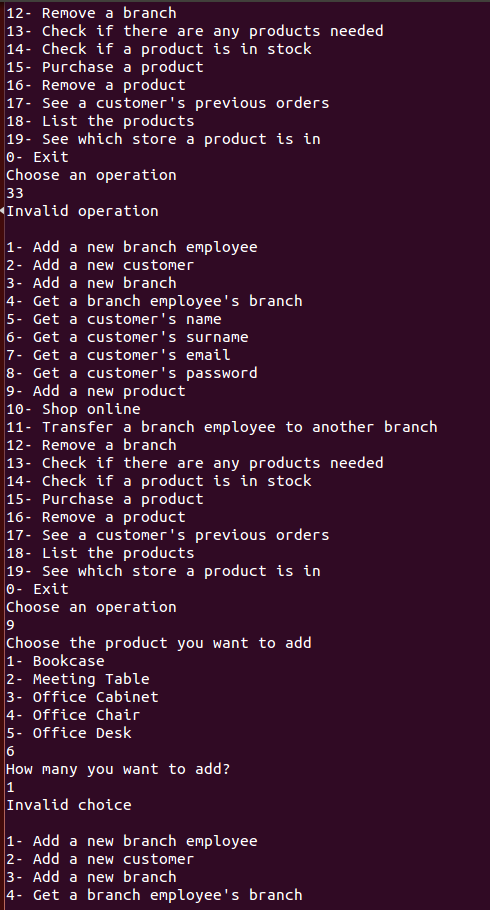 12- Remove a branch
13- Check if there are any products needed
14- Check if a product is in stock
15- Purchase a product
16- Remove a product
17- See a customer's previous orders
18- List the products
19- See which store a product is in
0- Exit
Choose an operation
33
Invalid operation
1- Add a new branch employee
2- Add a new customer
3- Add a new branch
4- Get a branch employee's branch
5- Get a customer's name
6- Get a customer's surname
7- Get a customer's email
8- Get a customer's password
9- Add a new product
10- Shop online
11- Transfer a branch employee to another branch
12- Remove a branch
13- Check if there are any products needed
14- Check if a product is in stock
15- Purchase a product
16- Remove a product
17- See a customer's previous orders
18- List the products
19- See which store a product is in
0- Exit
Choose an operation
9
Choose the product you want to add
1- Bookcase
2- Meeting Table
3- Office Cabinet
4- Office Chair
5- Office Desk
6
How many you want to add?
1
Invalid choice
1- Add a new branch employee
2- Add a new customer
3- Add a new branch
4- Get a branch employee's branch